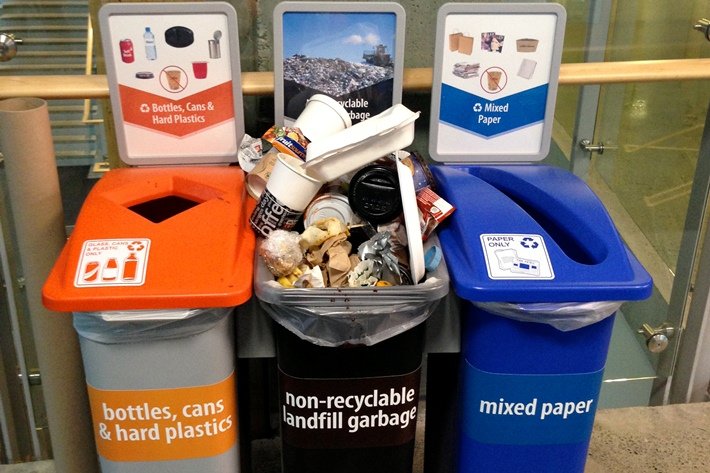 Bottles, Cans &
Hard Plastics
cyclable
bage
Mixed
Paper
GLASS, CANS
& PLASTIC
ONLY
PAPER
ONLY
bottles, cans
& hard plastics
non-recyclable
landfill garbage
mixed paper